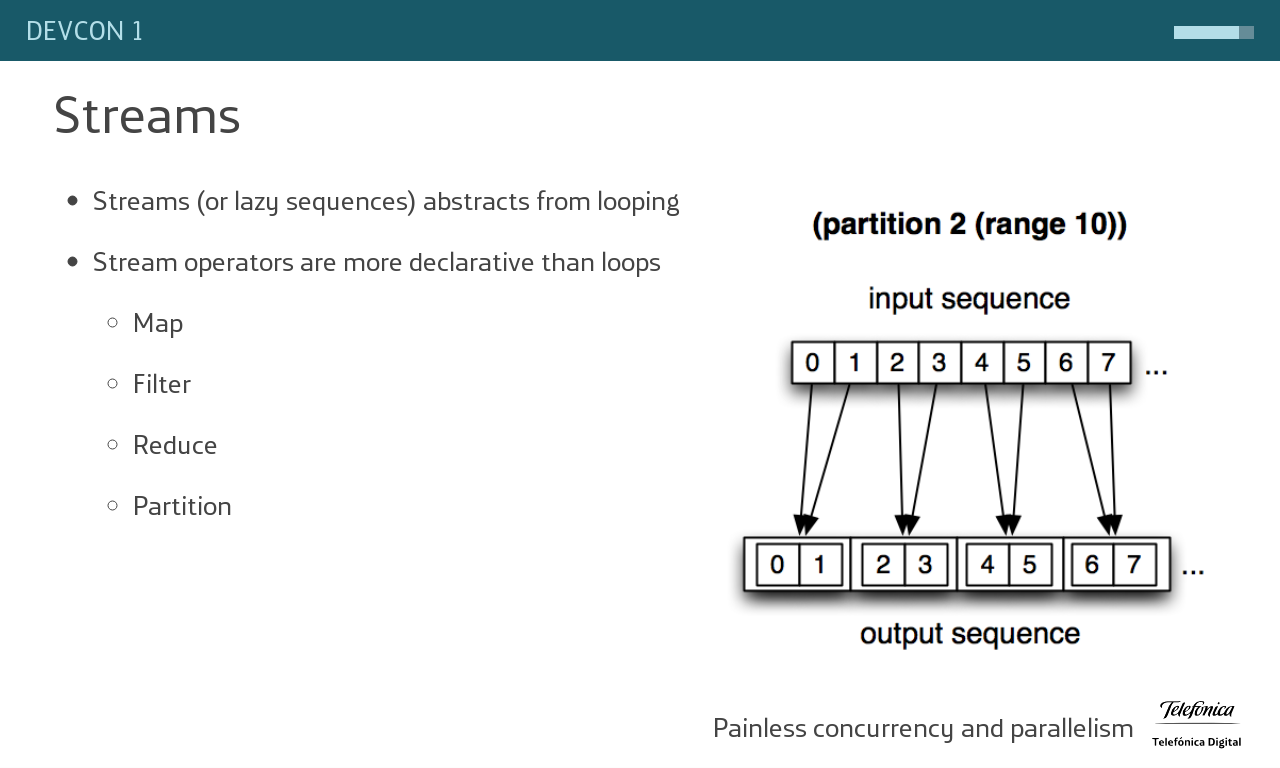 DEVCON 1
Streams
Streams (or lazy sequences) abstracts from looping
Stream operators are more declarative than loops
Map
Filter
Reduce
Partition
(partition 2 (range 10))
input sequence
0 1 2 3 4 5 6 7 ...
0 1 2 3 4 5 6 7 ...
output sequence
Painless concurrency and parallelism
Telefónica
Telefónica Digital